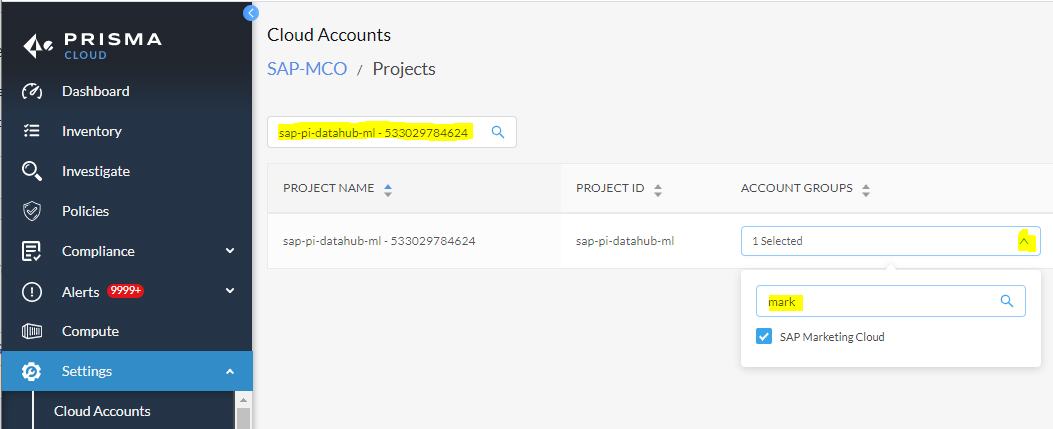 PRISMA
CLOUD
Dashboard
Inventory
Investigate
Policies
Compliance
Alerts 9999+
Compute
Settings
Cloud Accounts
Cloud Accounts
SAP-MCO / Projects
sap-pi-datahub-ml - 533029784624
PROJECT NAME PROJECT ID ACCOUNT GROUPS
sap-pi-datahub-ml - 533029784624 sap-pi-datahub-ml 1 Selected
mark
SAP Marketing Cloud